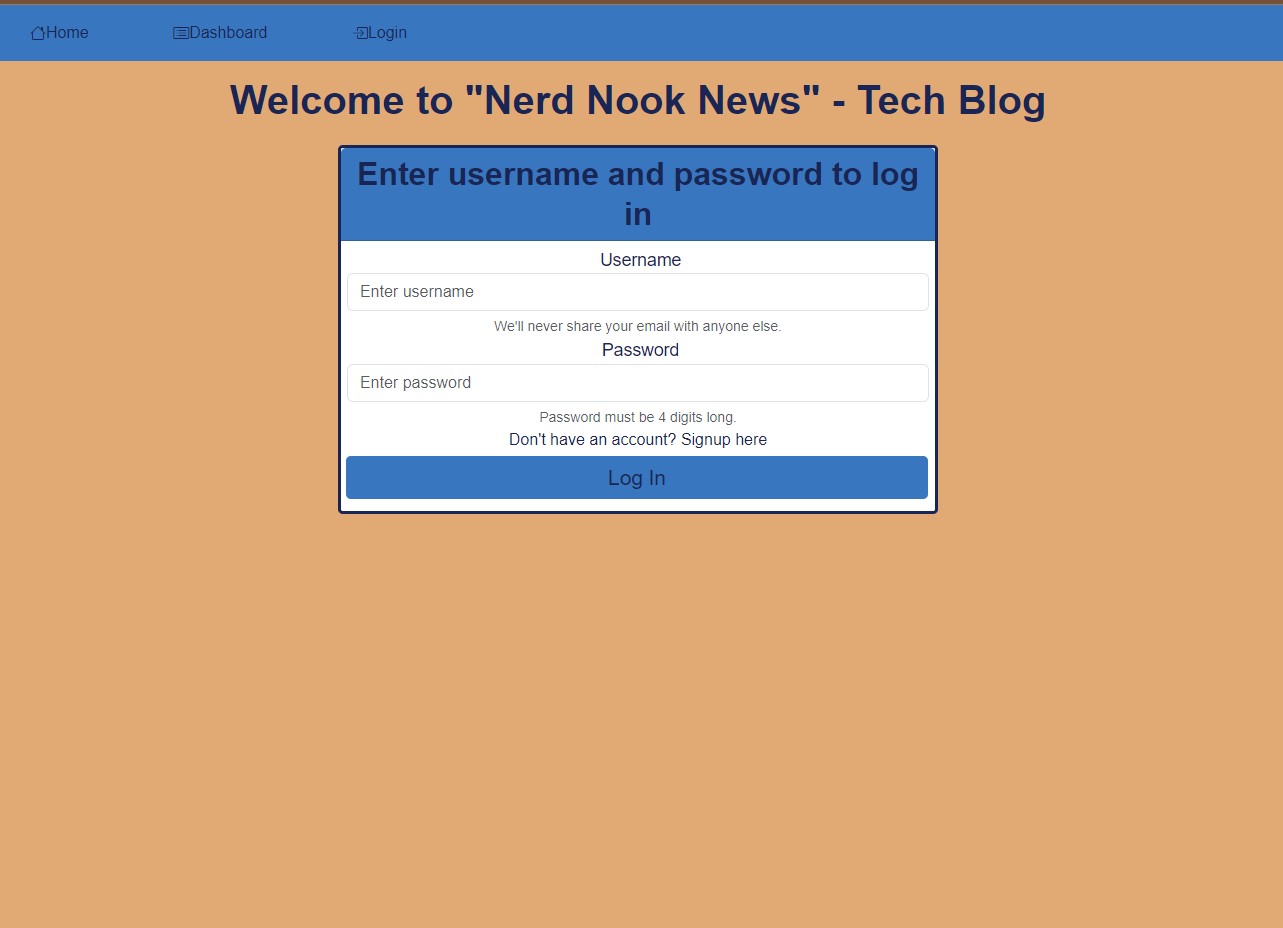 Home Dashboard Login
Welcome to "Nerd Nook News" - Tech Blog
Enter username and password to log
in
Username
Enter username
We'll never share your email with anyone else.
Password
Enter password
Password must be 4 digits long.
Don't have an account? Signup here
Log In